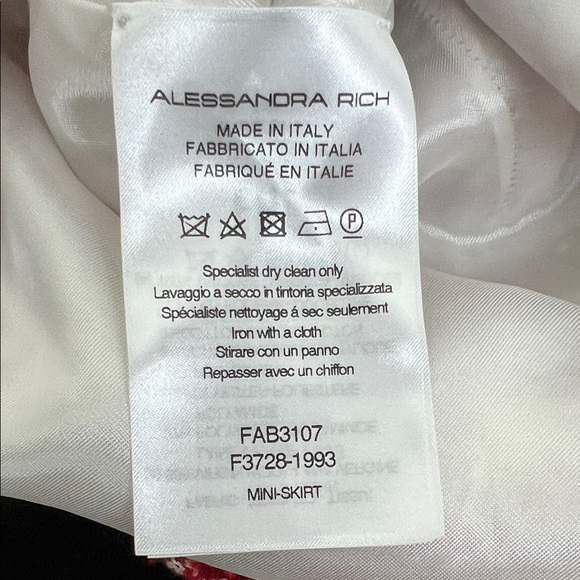 ALESSANDRA RICH
MADE IN ITALY
FABBRICATO IN ITALIA
FABRIQUÉ EN ITALIE
P
Specialist dry clean only
Lavaggio a secco in tintoria specializzata
Spécialiste nettoyage á sec seulement
Iron with a cloth
Stirare con un panno
Repasser avec un chiffon
FAB3107
F3728-1993
MINI-SKIRT